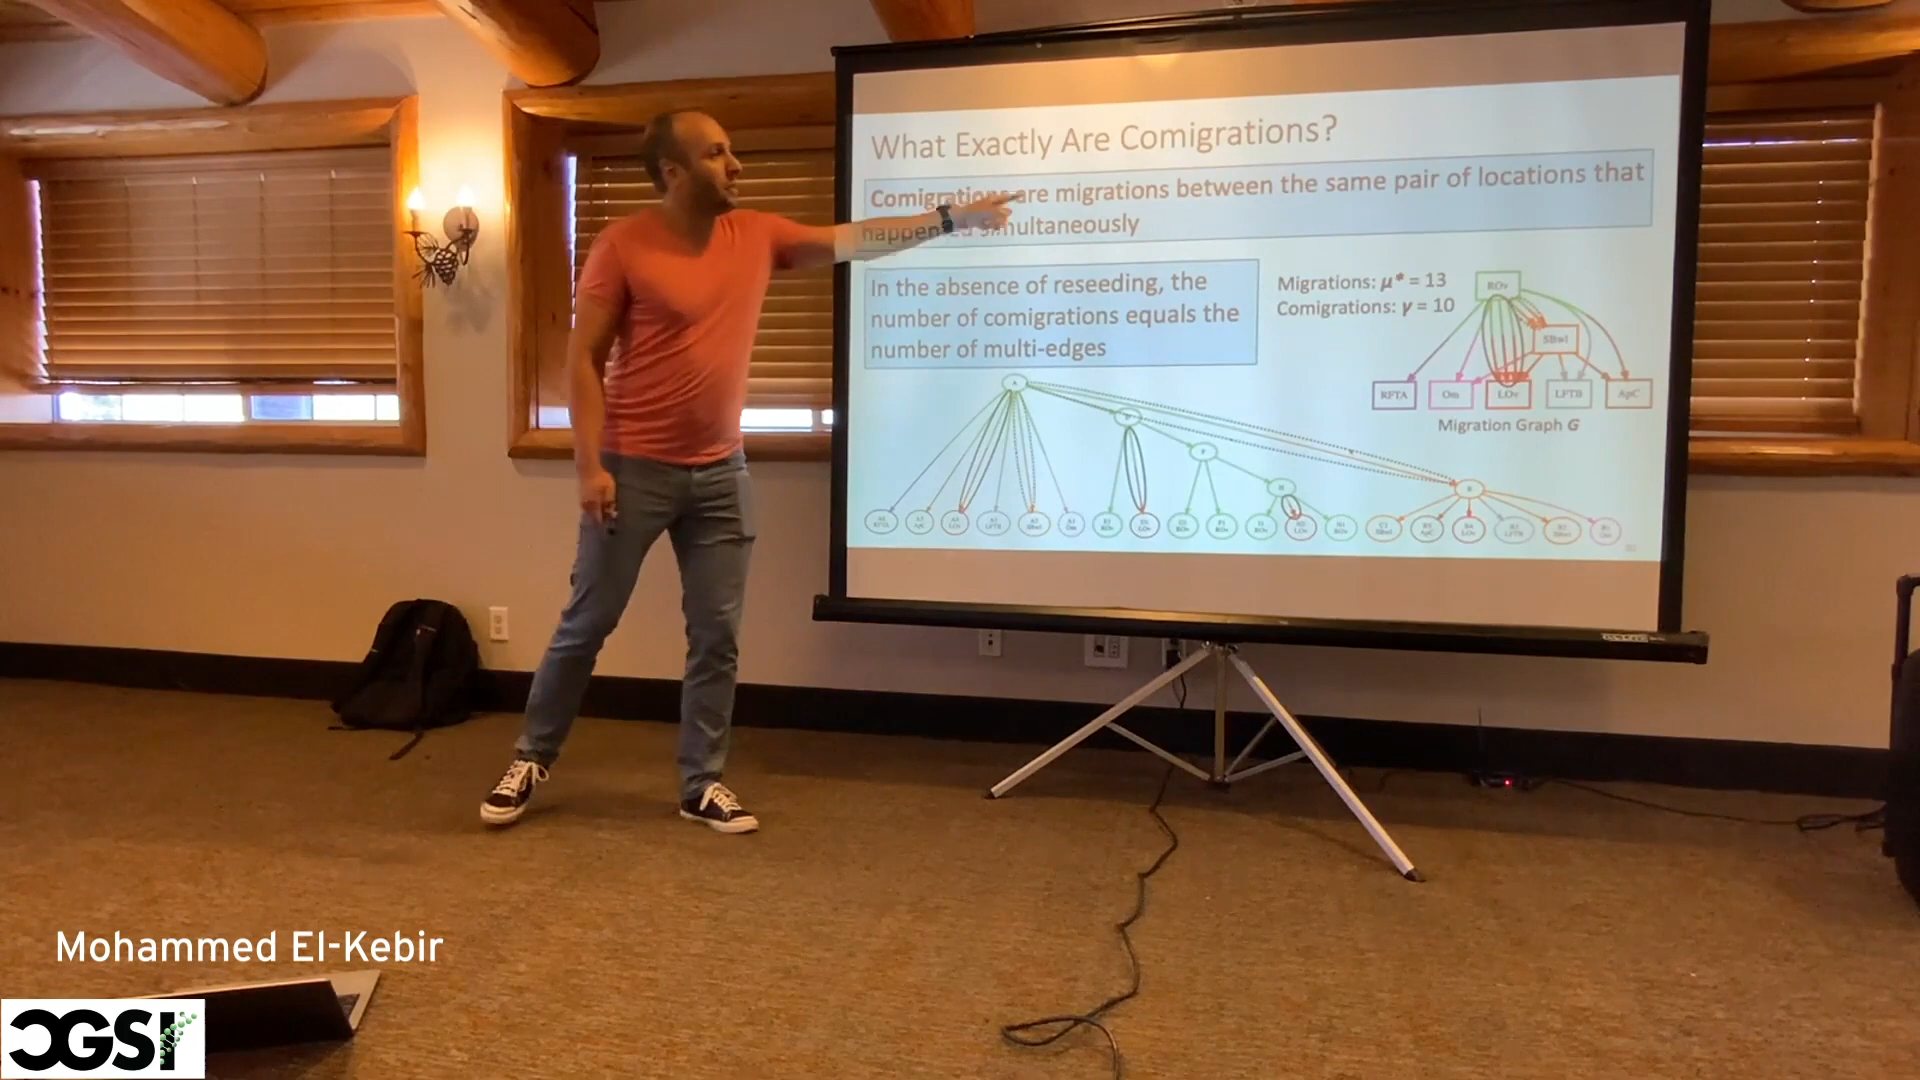 What Exactly Are Comigrations?
Comigrations are migrations between the same pair of locations that
happened simultaneously
In the absence of reseeding, the
number of comigrations equals the
number of multi-edges
Migrations: μ* = 13
Comigrations: γ = 10
ROv
SBwl
RFTA Om LOv LFTB ApC
Migration Graph G
Mohammed El-Kebir
CGSI